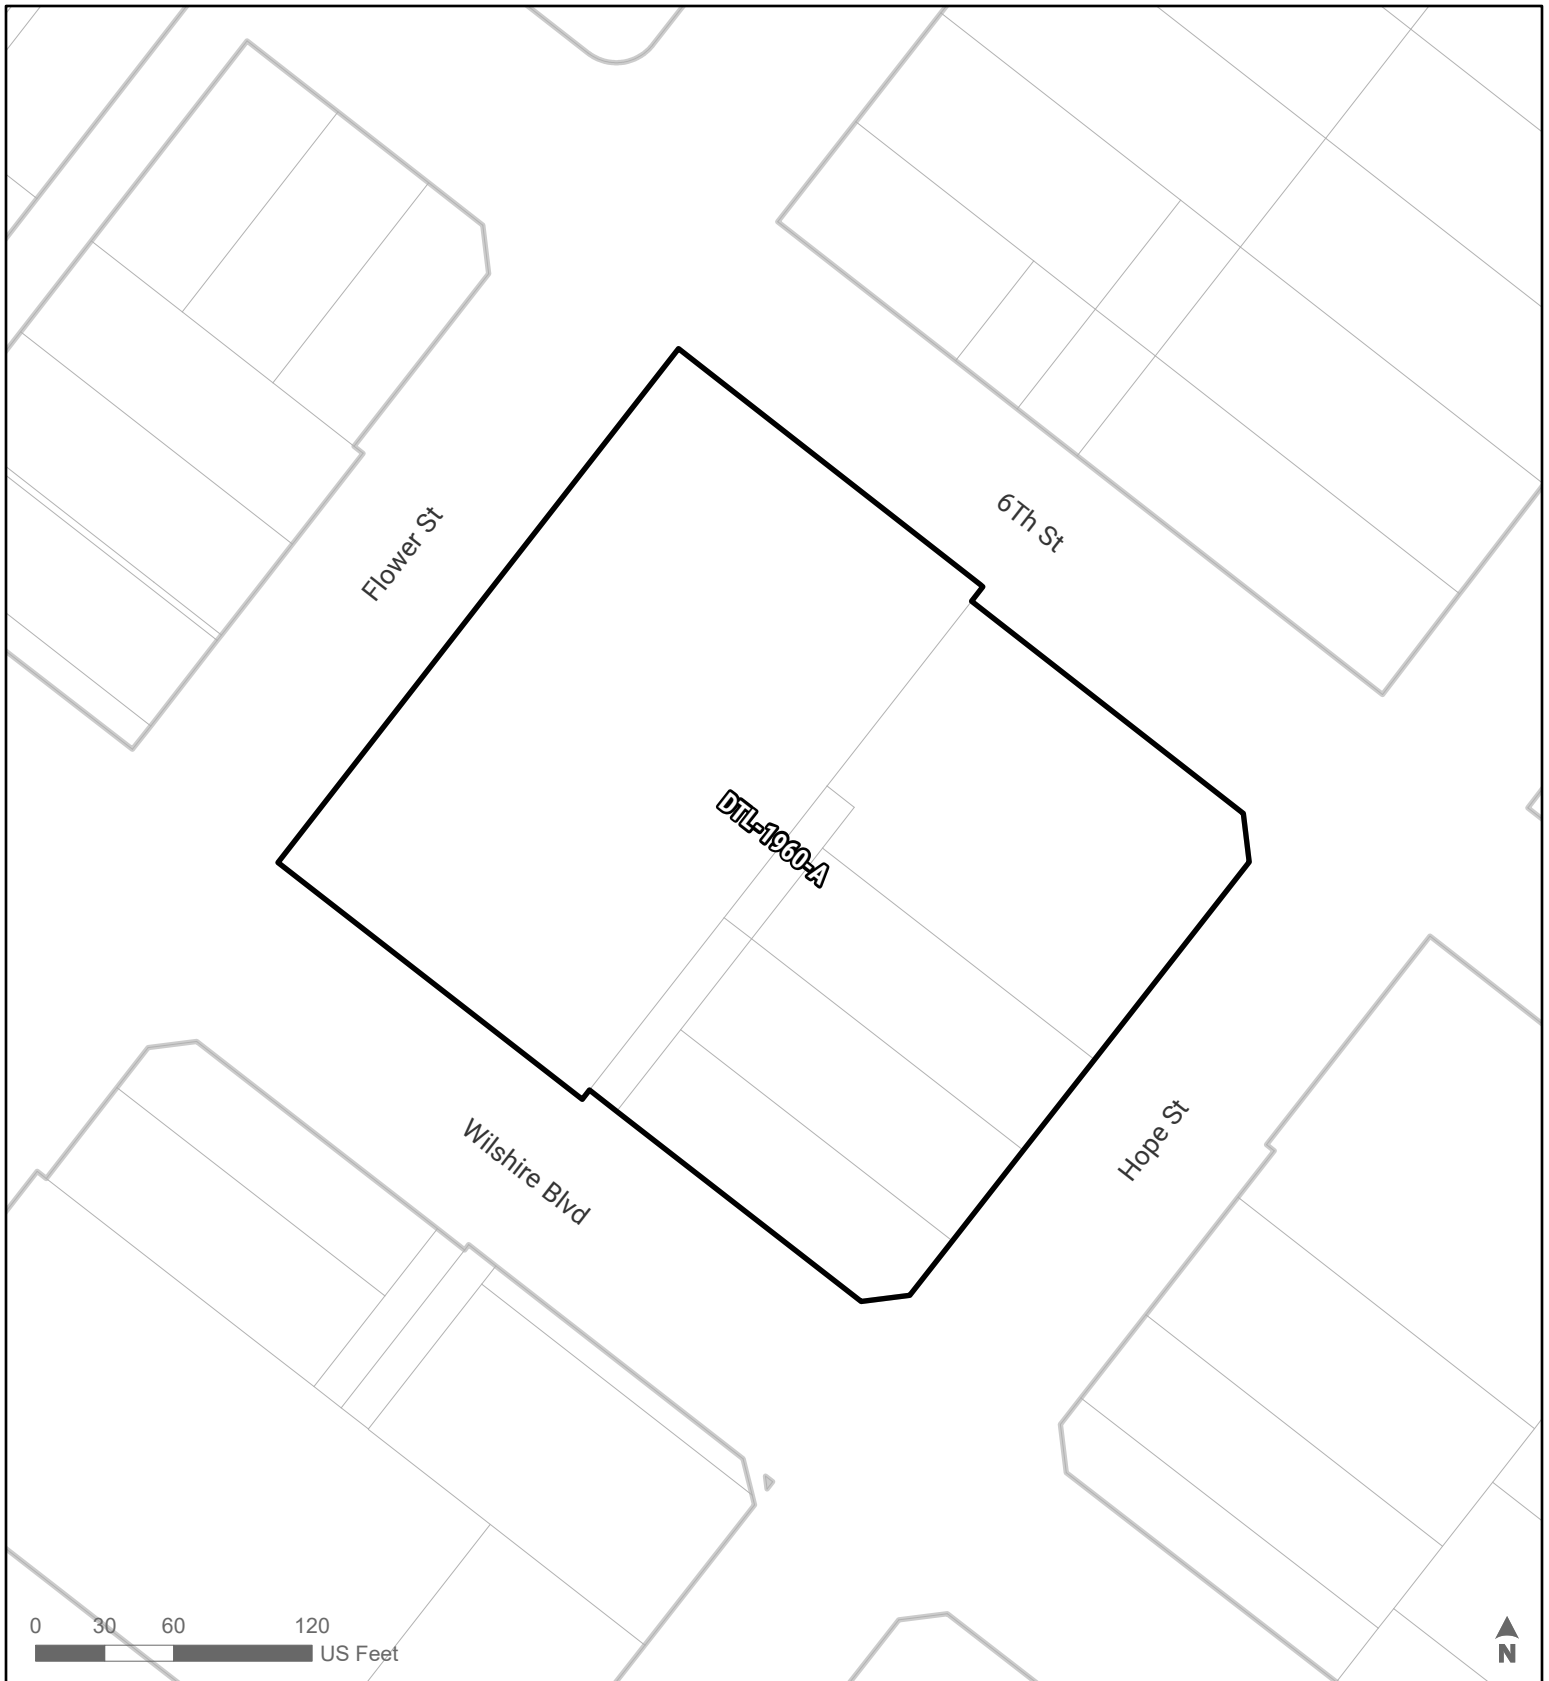 6Th St
Flower St
DTL-1960-A
Hope St
Wilshire Blvd
0 30 60 120
US Feet
N